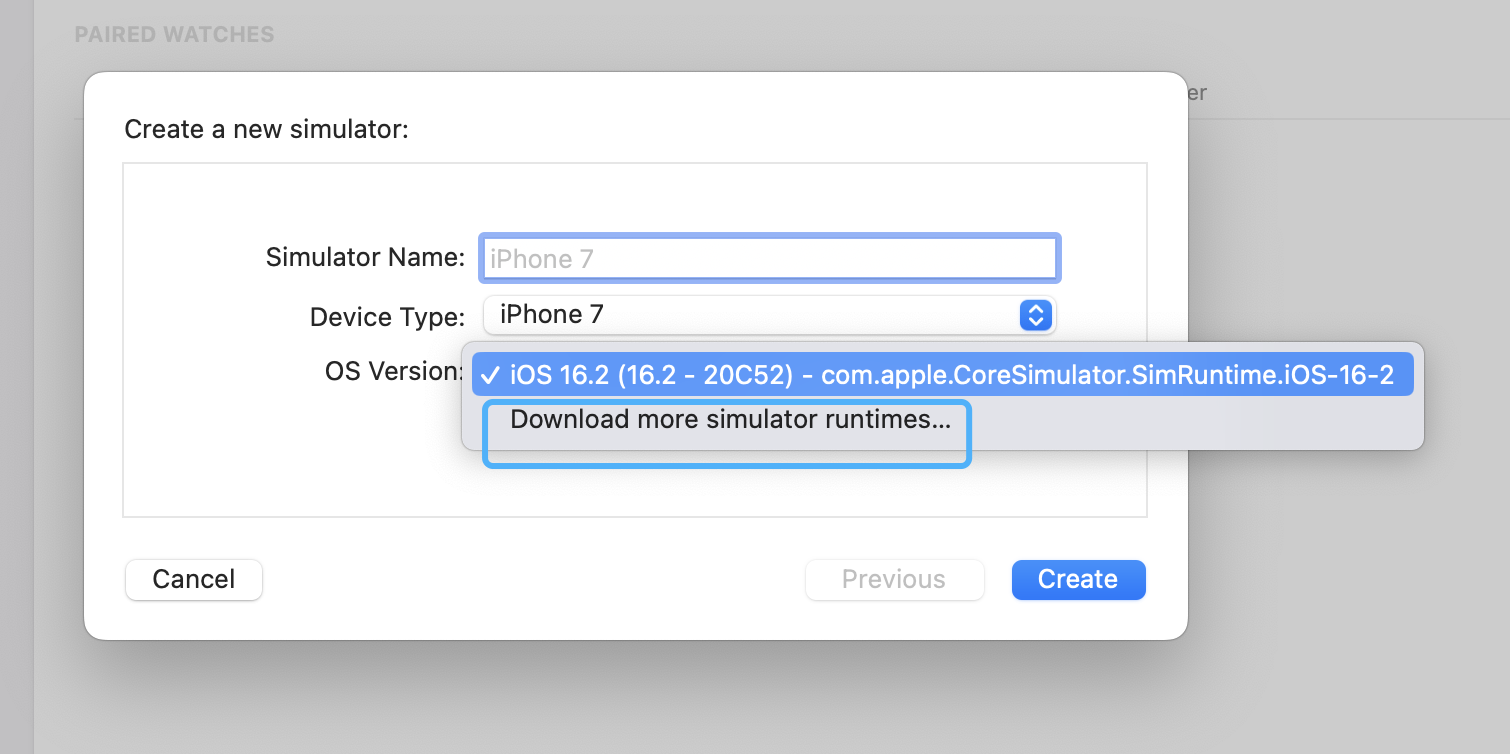 PAIRED WATCHES
er
Create a new simulator:
Simulator Name: iPhone 7
Device Type: iPhone 7
OS Version: ✓ iOS 16.2 (16.2 - 20C52) - com.apple.CoreSimulator.SimRuntime.iOS-16-2
Download more simulator runtimes...
Cancel Previous Create